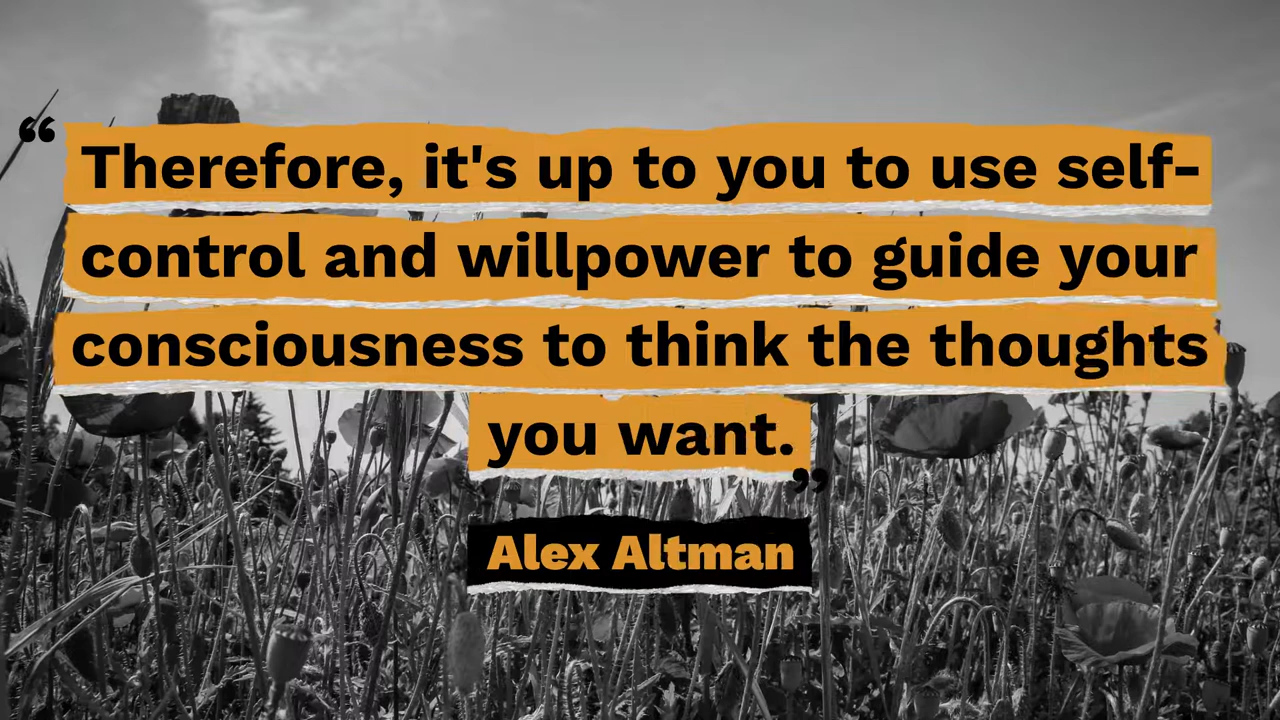 “Therefore, it's up to you to use self-
control and willpower to guide your
consciousness to think the thoughts
you want.”
Alex Altman